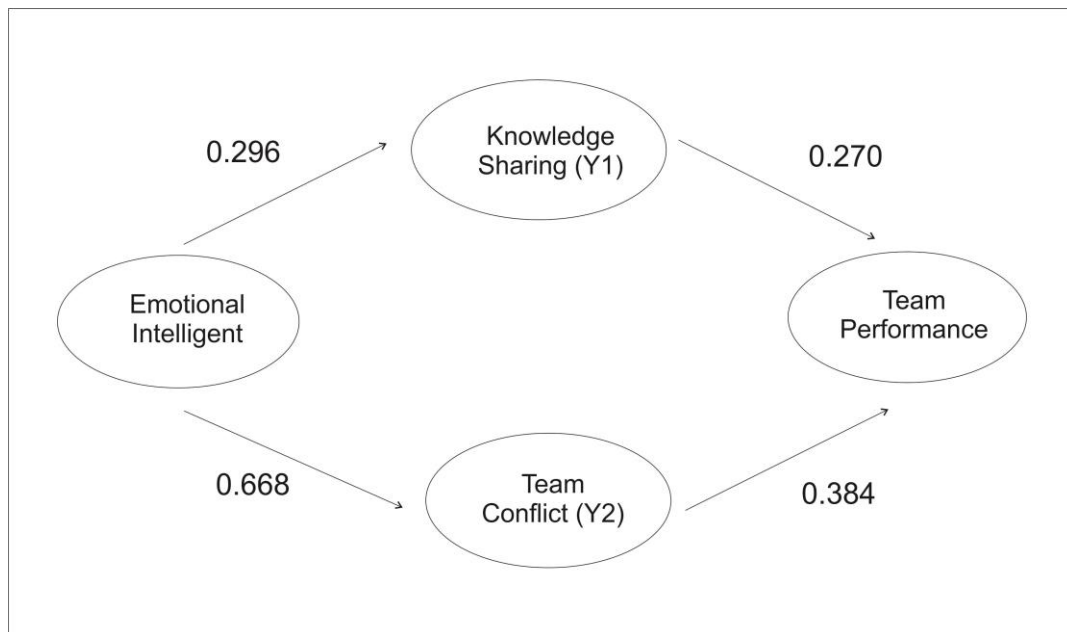 Knowledge
Sharing (Y1)
0.296
0.270
Emotional
Intelligent
Team
Performance
Team
Conflict (Y2)
0.668
0.384